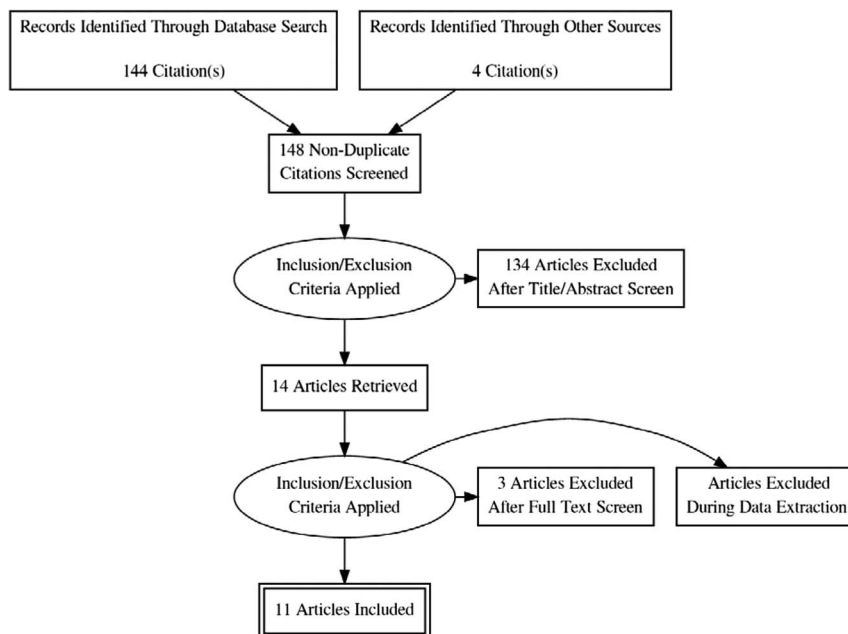 Records Identified Through Database Search
144 Citation(s)
Records Identified Through Other Sources
4 Citation(s)
148 Non-Duplicate
Citations Screened
Inclusion/Exclusion
Criteria Applied
134 Articles Excluded
After Title/Abstract Screen
14 Articles Retrieved
Inclusion/Exclusion
Criteria Applied
3 Articles Excluded
After Full Text Screen
Articles Excluded
During Data Extraction
11 Articles Included